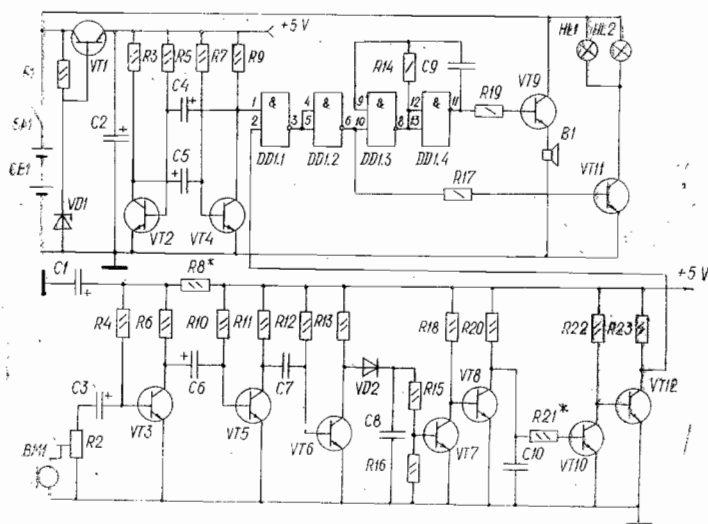 +5 V
HL1 HL2
R1
VT1
R3 R5 R7 R9
C4
R14 C9
VT9
R19
C2
+
&
&
&
&
1
2
3
4
5
6
9
10
8
12
13
11
DD1.1 DD1.2 DD1.3 DD1.4
B1
SA1
C5
VT11
GB1
VD1
R17
VT2 VT4
C1
+
R8*
+5 V
R4 R6 R10 R11 R12 R13 R18 R20 R22 R23
C3
+
+
C6 C7
VD2
R15
VT8
VT12
VT3 VT5 VT6
C8
R21*
BM1
R2
R16
VT7
C10
VT10